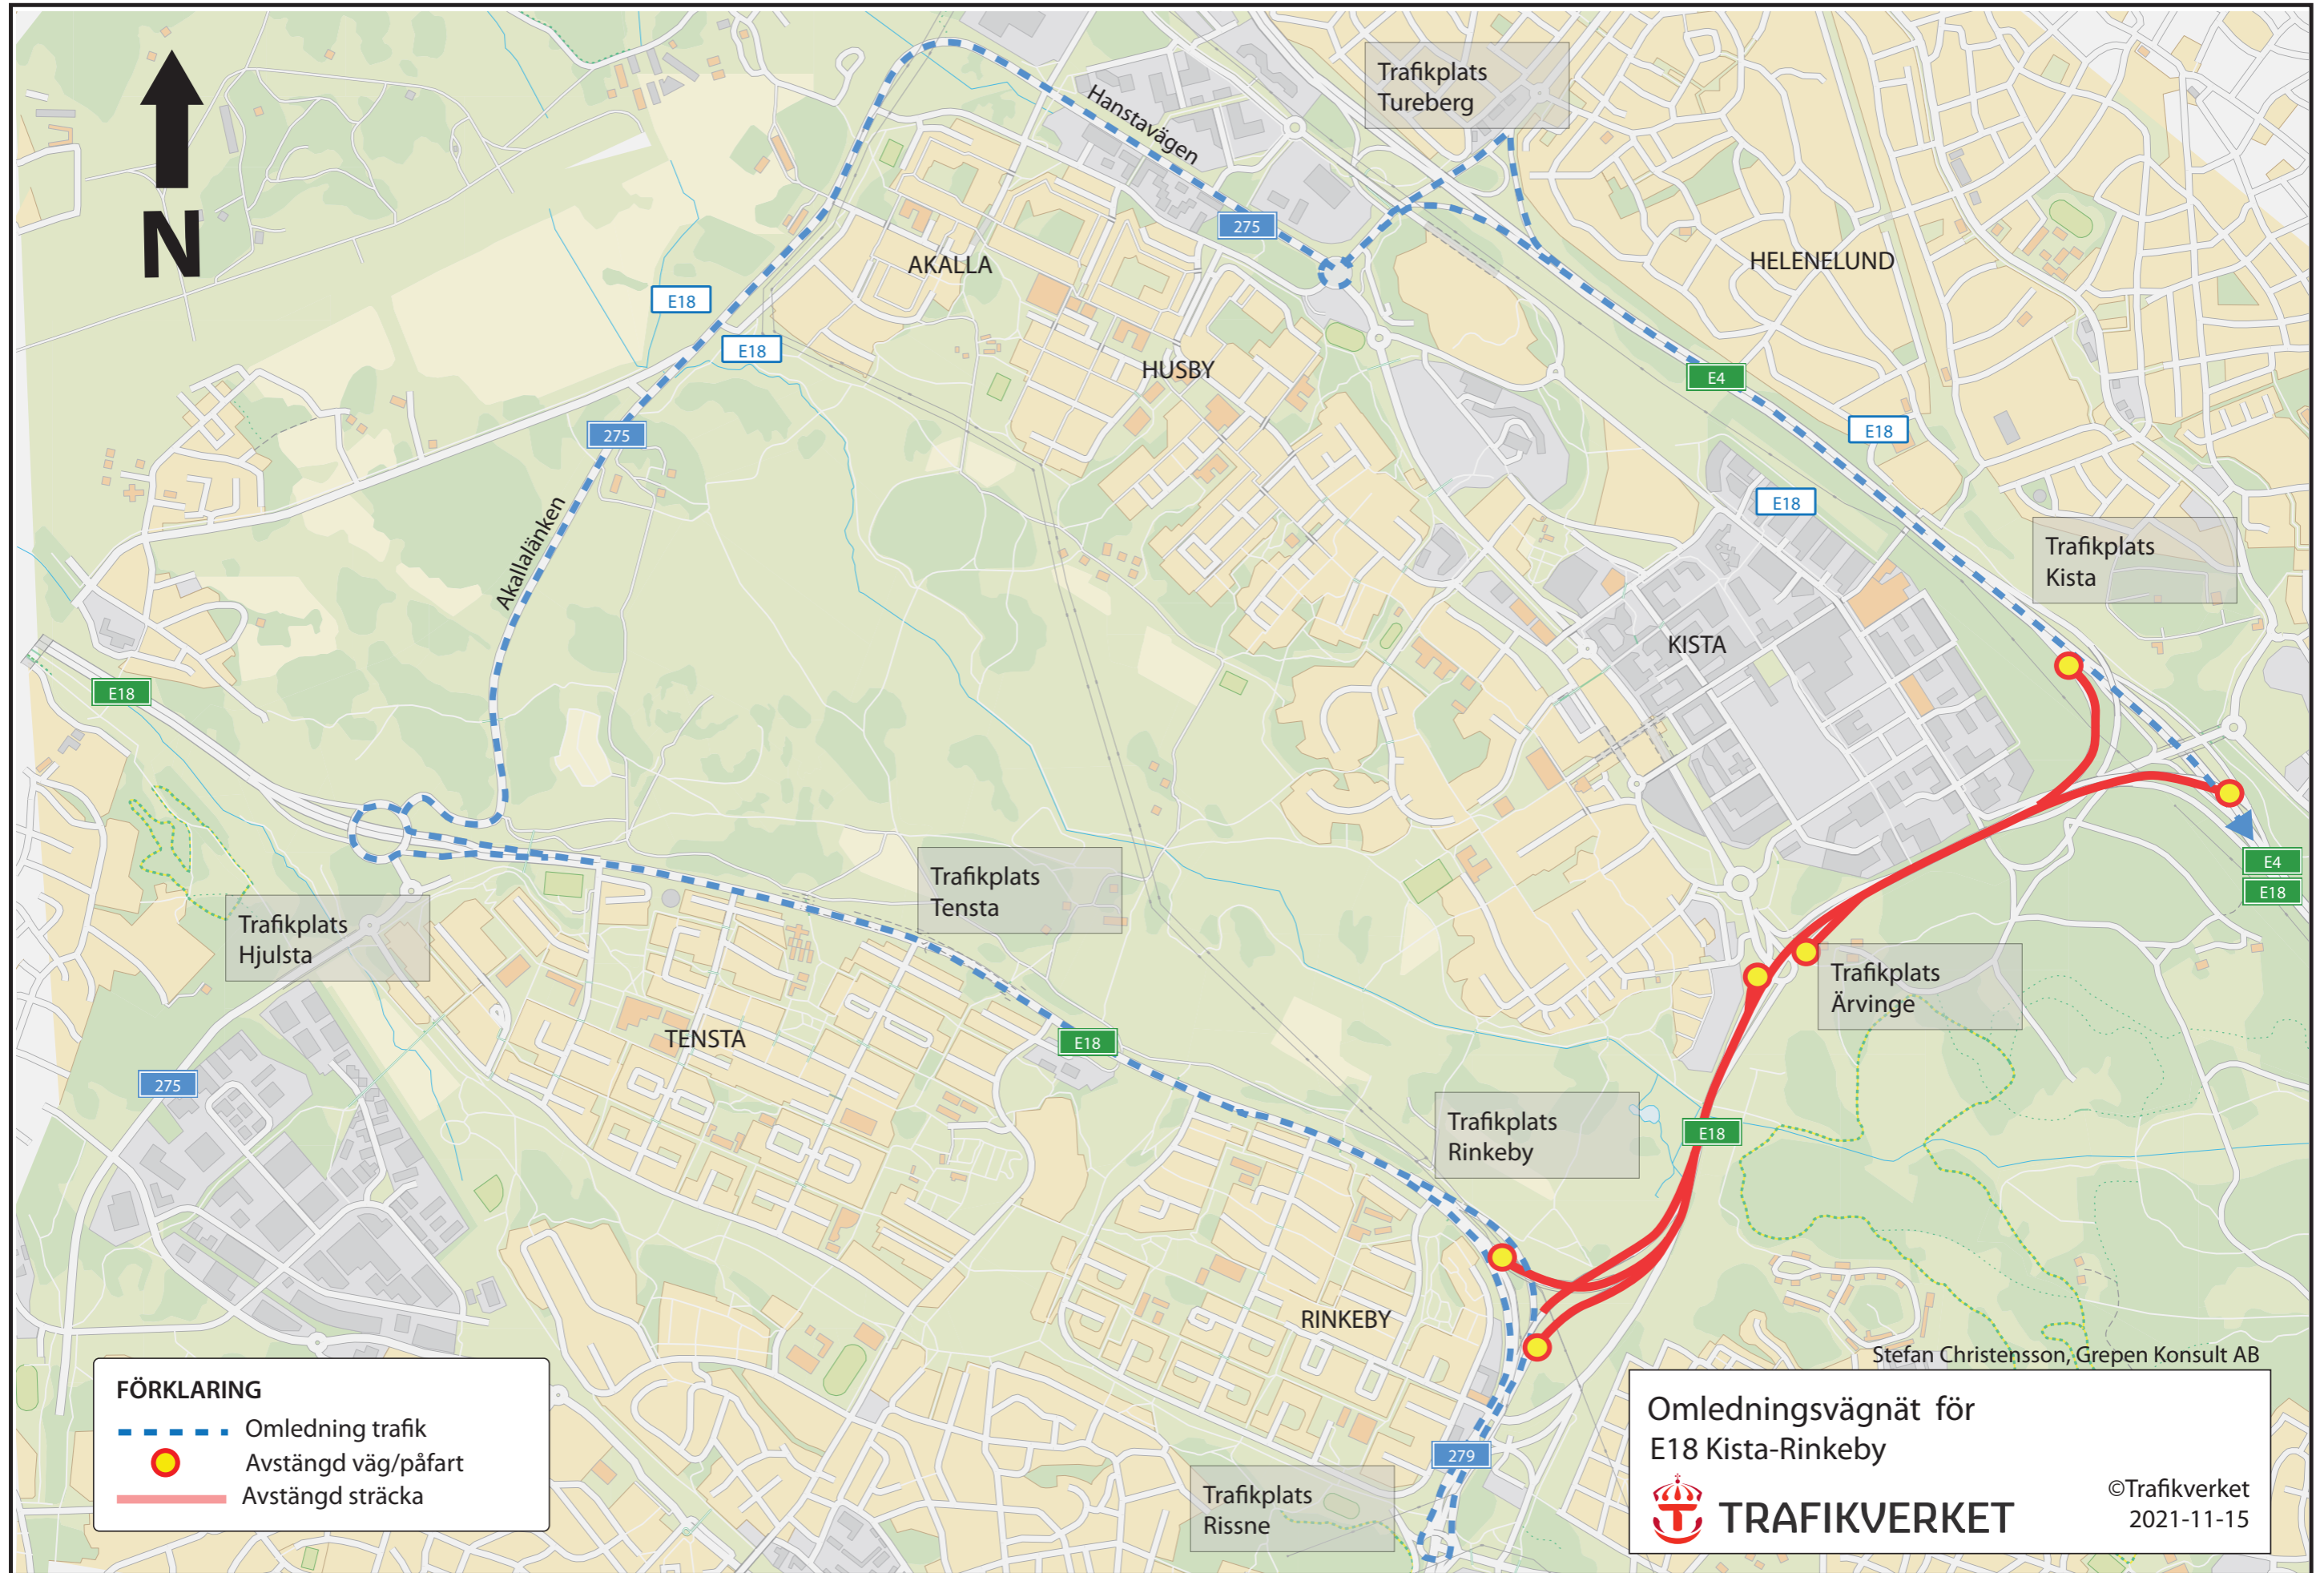 N
Trafikplats
Tureberg
Hanstavägen
275
AKALLA
HELENELUND
E18
E18
HUSBY
E4
275
E18
E18
Akallalänken
Trafikplats
Kista
KISTA
E18
E4
E18
Trafikplats
Tensta
Trafikplats
Hjulsta
Trafikplats
Ärvinge
TENSTA
E18
275
Trafikplats
Rinkeby
E18
RINKEBY
Stefan Christensson, Grepen Konsult AB
279
Trafikplats
Rissne
FÖRKLARING
Omledning trafik
Avstängd väg/påfart
Avstängd sträcka
Omledningsvägnät för
E18 Kista-Rinkeby
TRAFIKVERKET
©Trafikverket
2021-11-15